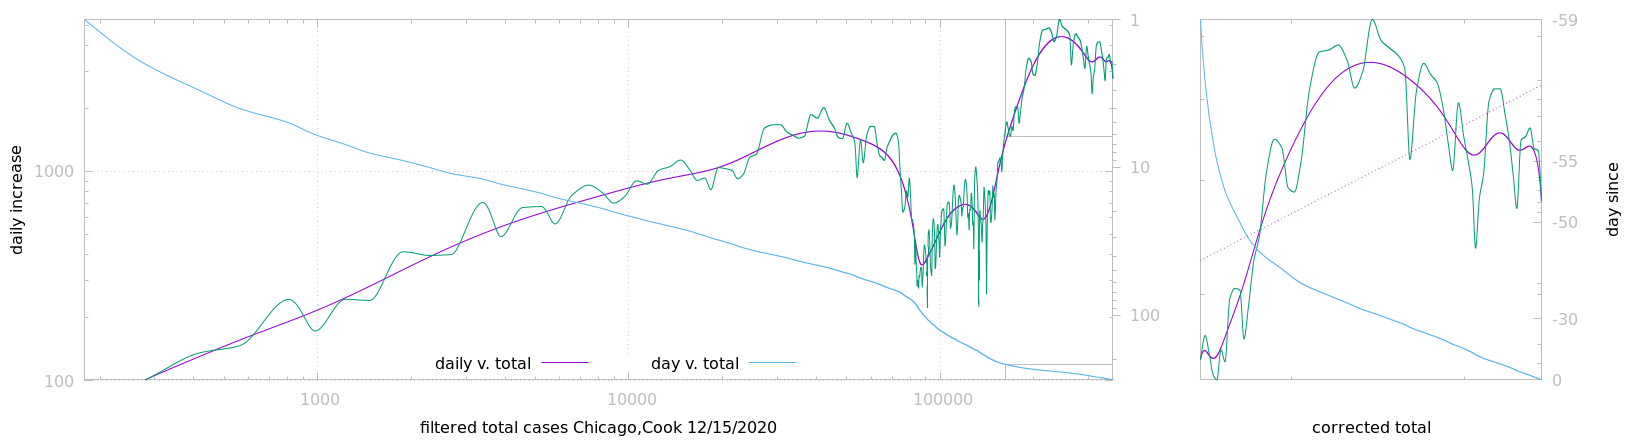 1
-59
1000
10
-55
-50
daily increase
day since
100
-30
daily v. total
day v. total
100
0
1000
10000
100000
filtered total cases Chicago,Cook 12/15/2020
corrected total